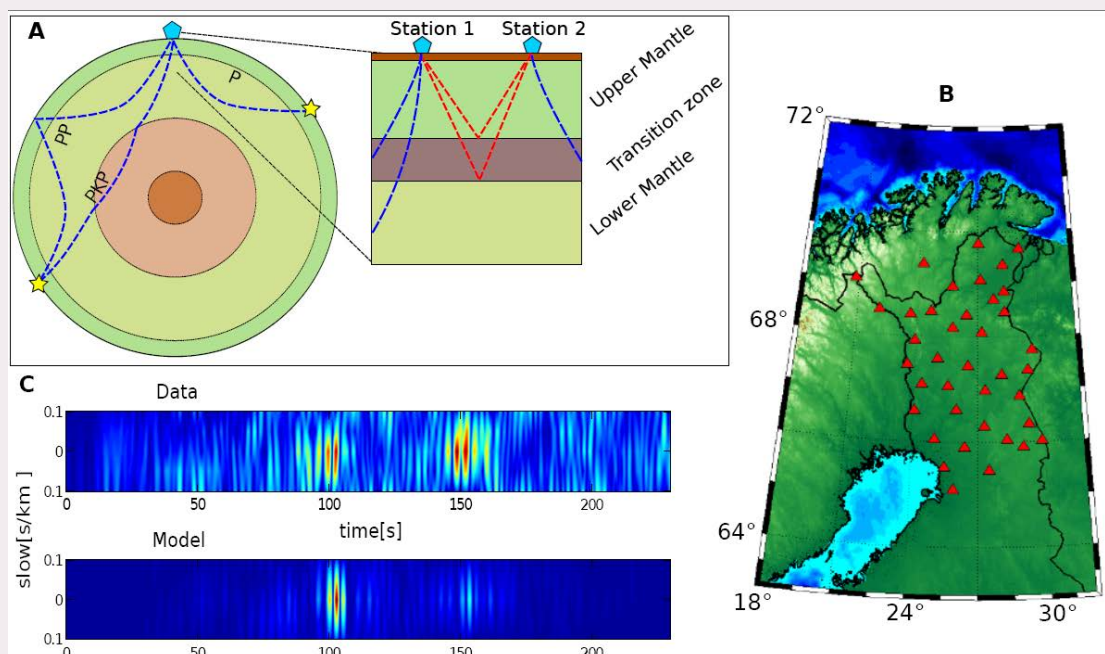 A
Station 1
Station 2
P
PP
PKP
Upper Mantle
Transition zone
Lower Mantle
B
72°
68°
64°
18°
24°
30°
C
Data
0.1
0
0.1
0
50
100
150
200
time[s]
slow[s/km ]
Model
0.1
0
0.1
0
50
100
150
200